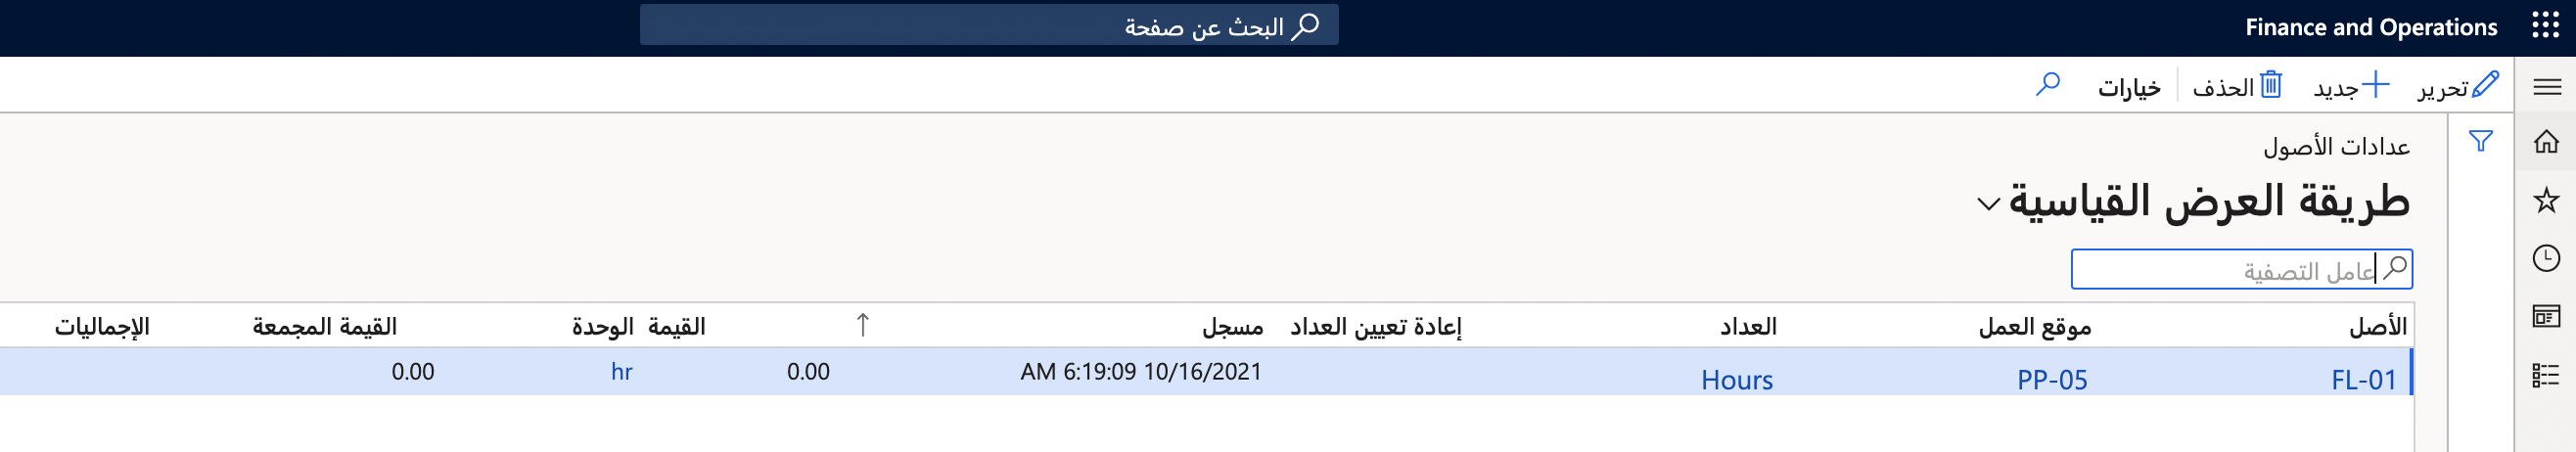 Finance and Operations
البحث عن صفحة
تحرير
جديد
الحذف
خيارات
عدادات الأصول
طريقة العرض القياسية
عامل التصفية
الأصل موقع العمل العداد إعادة تعيين العداد مسجل القيمة الوحدة القيمة المجمعة الإجماليات
FL-01 PP-05 Hours 10/16/2021 6:19:09 AM 0.00 hr 0.00